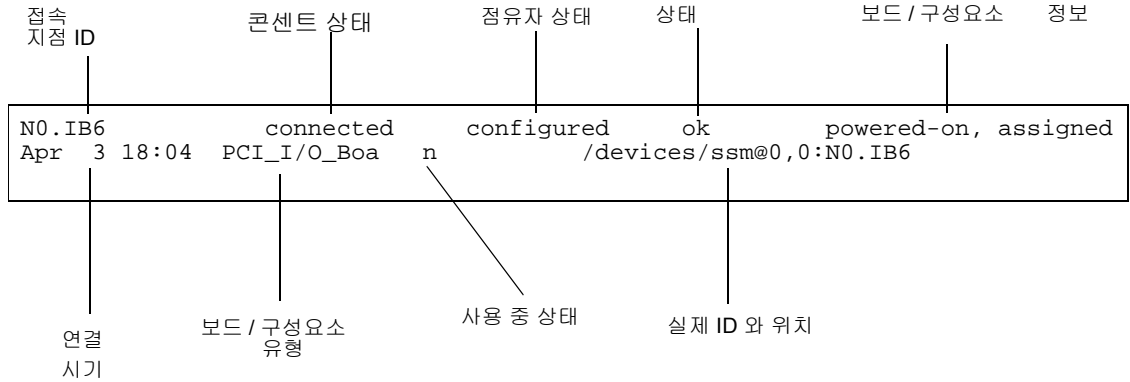 접속
지점 ID
콘센트 상태
점유자 상태
상태
보드 / 구성요소 정보
N0.IB6 connected configured ok powered-on, assigned
Apr 3 18:04 PCI_I/O_Boa n /devices/ssm@0,0:N0.IB6
연결
시기
보드 / 구성요소
유형
사용 중 상태
실제 ID 와 위치